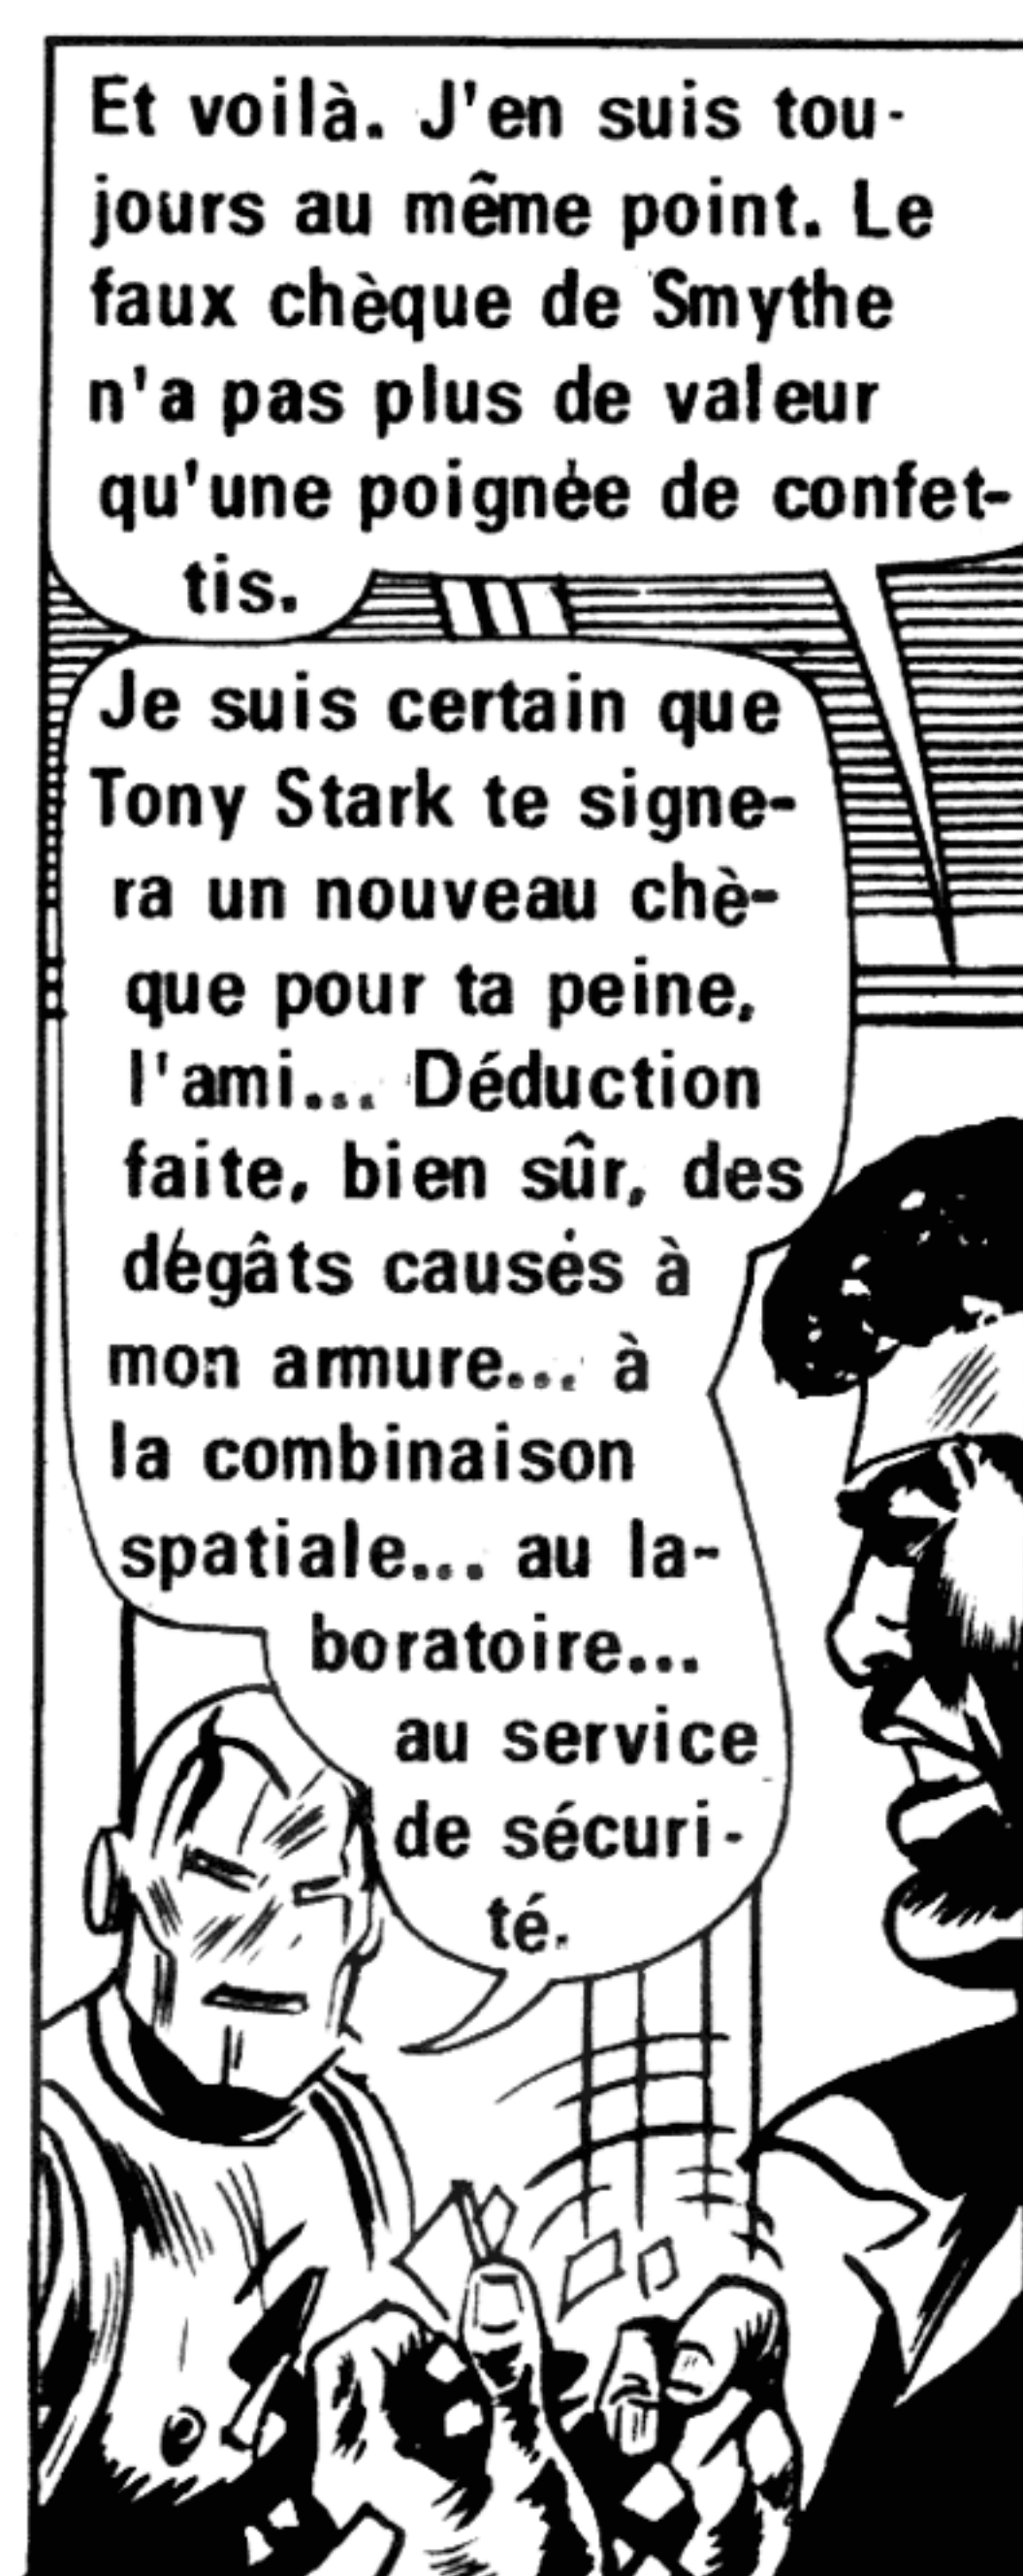 Et voilà. J'en suis tou-
jours au même point. Le
faux chèque de Smythe
n'a pas plus de valeur
qu'une poignée de confet-
tis.
Je suis certain que
Tony Stark te signe-
ra un nouveau chè-
que pour ta peine,
l'ami... Déduction
faite, bien sûr, des
dégâts causés à
mon armure... à
la combinaison
spatiale... au la-
boratoire...
au service
de sécuri-
té.